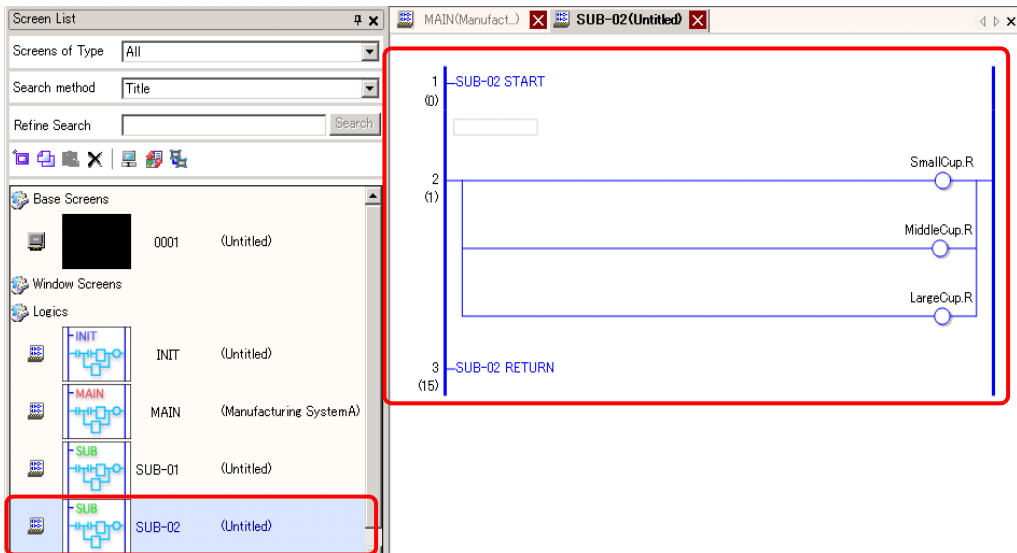 Screen List
Screens of Type All
Search method Title
Refine Search Search
Base Screens
0001 (Untitled)
Window Screens
Logics
INIT
INIT (Untitled)
MAIN
MAIN (Manufacturing SystemA)
SUB
SUB-01 (Untitled)
SUB
SUB-02 (Untitled)
MAIN(Manufact...) SUB-02(Untitled)
1 SUB-02 START
(0)
SmallCup.R
2
(1)
MiddleCup.R
LargeCup.R
3 SUB-02 RETURN
(15)